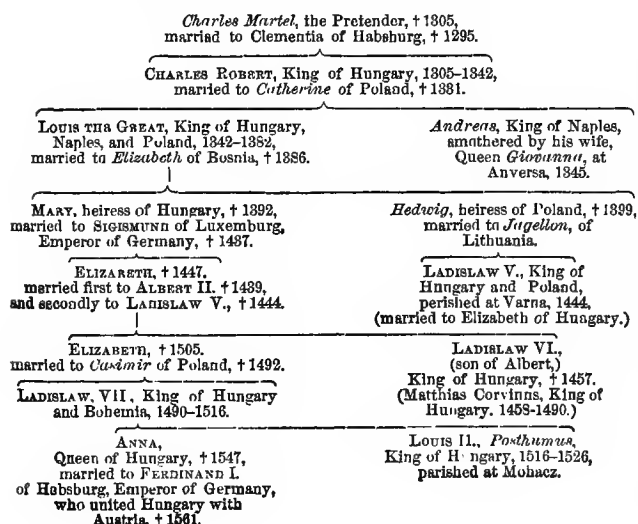 Charles Martel, the Pretender, † 1305,
married to Clementia of Habsburg, † 1295.
CHARLES ROBERT, King of Hungary, 1305–1342,
married to Catherine of Poland, † 1381.
LOUIS THE GREAT, King of Hungary,
Naples, and Poland, 1342–1382,
married to Elizabeth of Bosnia, † 1386.
Andreas, King of Naples,
smothered by his wife,
Queen Giovanna, at
Anversa, 1345.
MARY, heiress of Hungary, † 1392,
married to SIGISMUND of Luxemburg,
Emperor of Germany, † 1437.
Hedwig, heiress of Poland, † 1399,
married to Jagellon, of
Lithuania.
ELIZABETH, † 1447.
married first to ALBERT II. † 1439,
and secondly to LADISLAW V., † 1444.
LADISLAW V., King of
Hungary and Poland,
perished at Varna, 1444.
(married to Elizabeth of Hungary.)
ELIZABETH, † 1505.
married to Casimir of Poland, † 1492.
LADISLAW VI.,
(son of Albert,)
King of Hungary, † 1457.
(Matthias Corvinus, King of
Hungary. 1458-1490.)
LADISLAW, VII, King of Hungary
and Bohemia, 1490-1516.
ANNA,
Queen of Hungary, † 1547,
married to FERDINAND I.
of Habsburg, Emperor of Germany,
who united Hungary with
Austria, † 1561.
LOUIS II., Posthumus,
King of Hungary, 1516–1526,
perished at Mohacz.